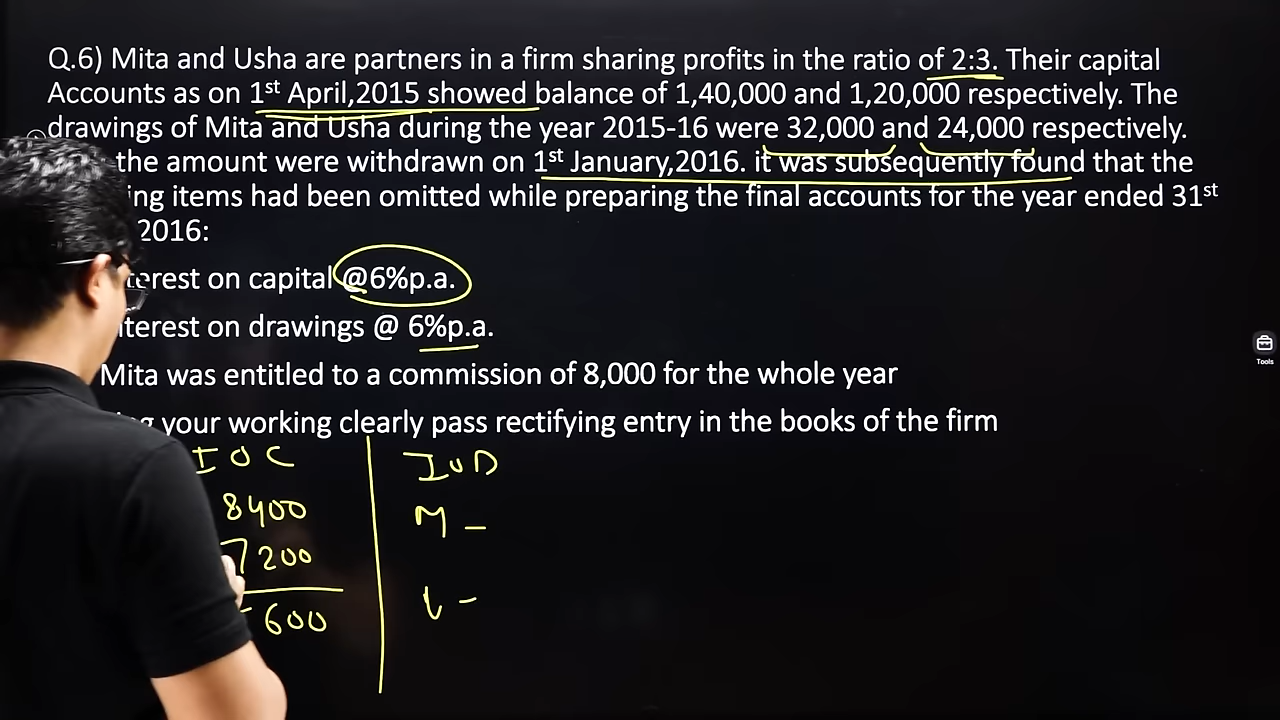 Q.6) Mita and Usha are partners in a firm sharing profits in the ratio of 2:3. Their capital
Accounts as on 1st April,2015 showed balance of 1,40,000 and 1,20,000 respectively. The
drawings of Mita and Usha during the year 2015-16 were 32,000 and 24,000 respectively.
the amount were withdrawn on 1st January,2016. it was subsequently found that the
items had been omitted while preparing the final accounts for the year ended 31st
2016:
on capital @6%p.a.
on drawings @ 6%p.a.
Mita was entitled to a commission of 8,000 for the whole year
your working clearly pass rectifying entry in the books of the firm
IOC
IOD
8400
M -
7200
U -
600
Tools